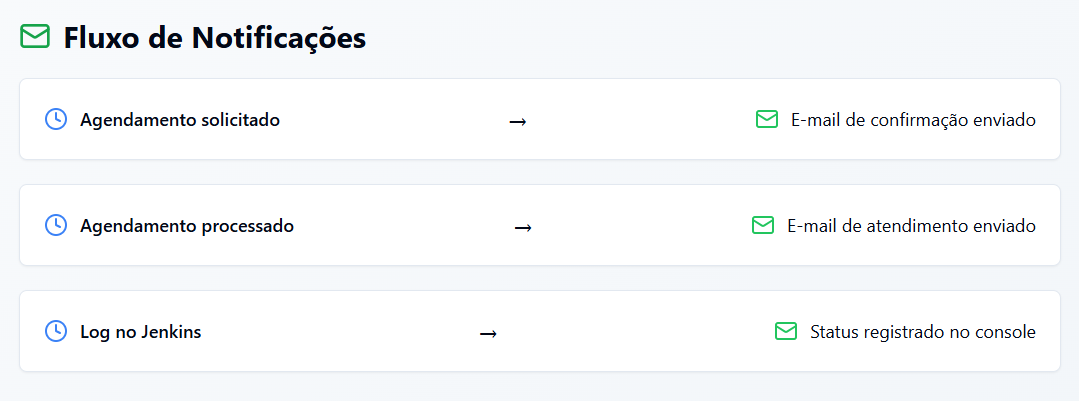 Fluxo de Notificações
Agendamento solicitado → E-mail de confirmação enviado
Agendamento processado → E-mail de atendimento enviado
Log no Jenkins → Status registrado no console